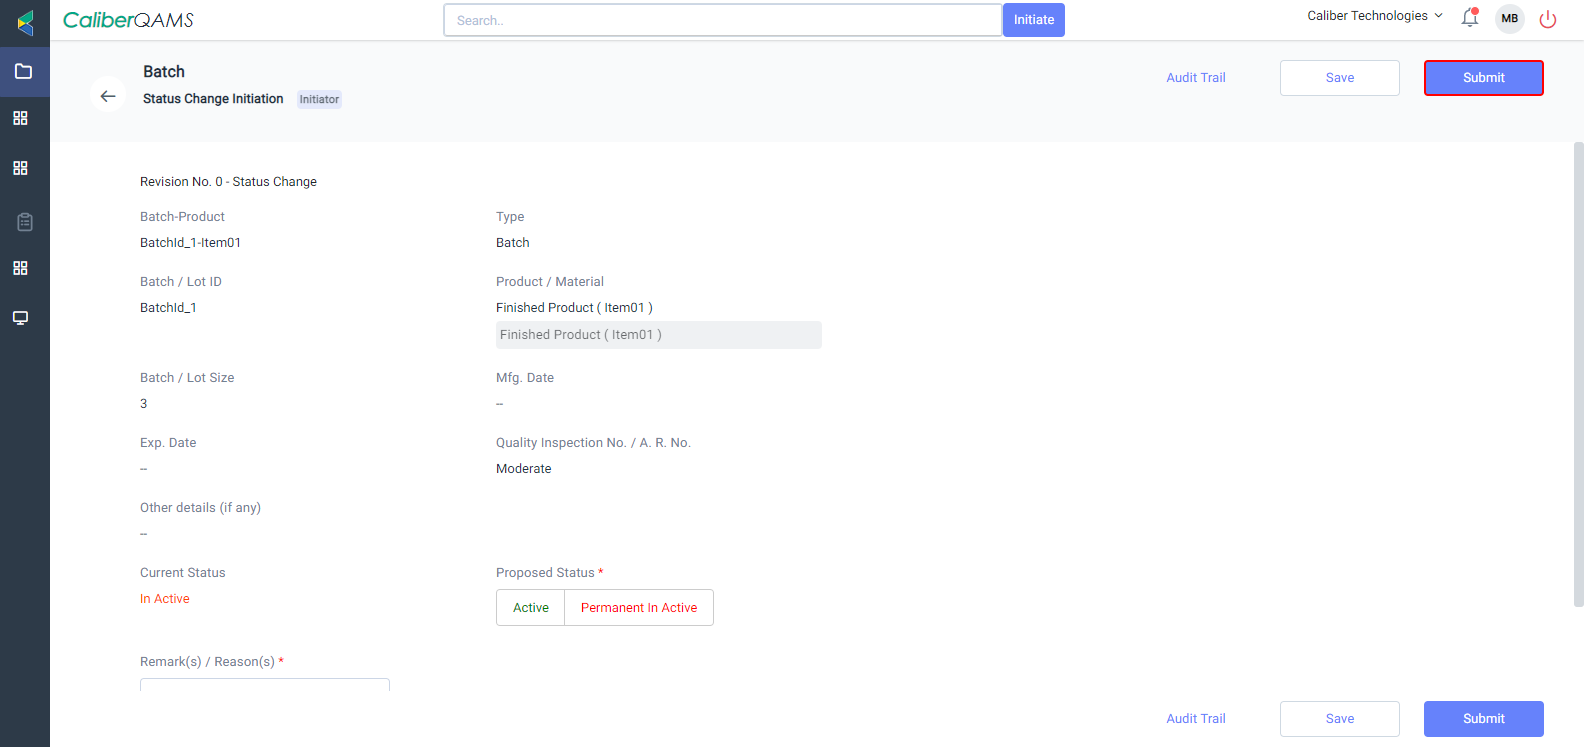 CaliberQAMS
Search..
Initiate
Caliber Technologies
MB
Batch
Status Change Initiation
Initiator
Audit Trail
Save
Submit
Revision No. 0 - Status Change
Batch-Product
Type
BatchId_1-Item01
Batch
Batch / Lot ID
Product / Material
BatchId_1
Finished Product ( Item01 )
Finished Product ( Item01 )
Batch / Lot Size
Mfg. Date
3
--
Exp. Date
Quality Inspection No. / A. R. No.
--
Moderate
Other details (if any)
--
Current Status
Proposed Status *
In Active
Active
Permanent In Active
Remark(s) / Reason(s) *
Audit Trail
Save
Submit